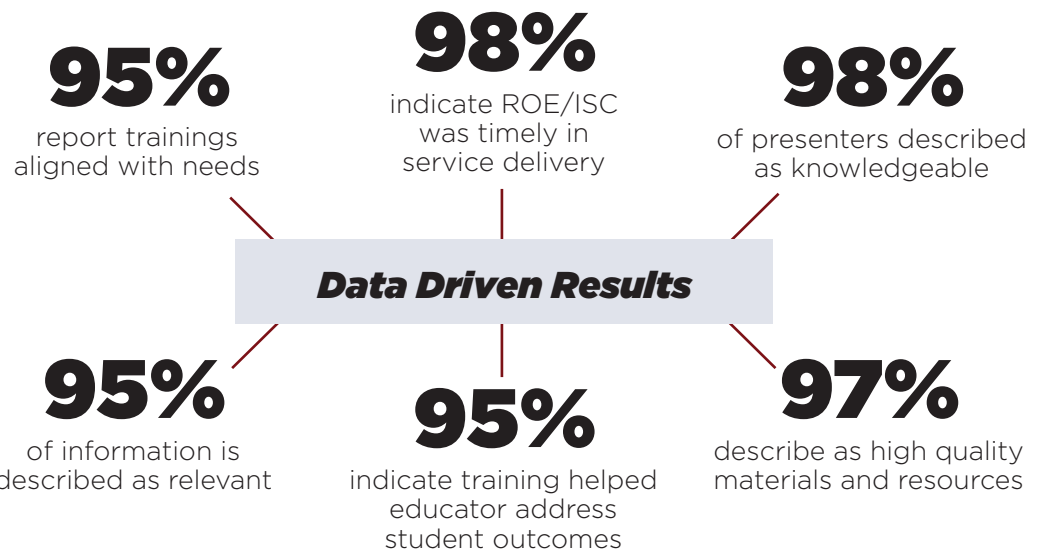 95%
report trainings
aligned with needs
98%
indicate ROE/ISC
was timely in
service delivery
98%
of presenters described
as knowledgeable
Data Driven Results
95%
of information is
described as relevant
95%
indicate training helped
educator address
student outcomes
97%
describe as high quality
materials and resources